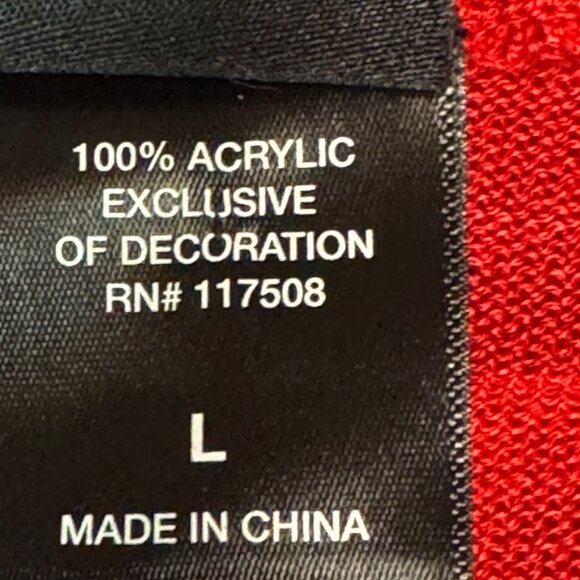 100% ACRYLIC
EXCLUSIVE
OF DECORATION
RN# 117508
L
MADE IN CHINA